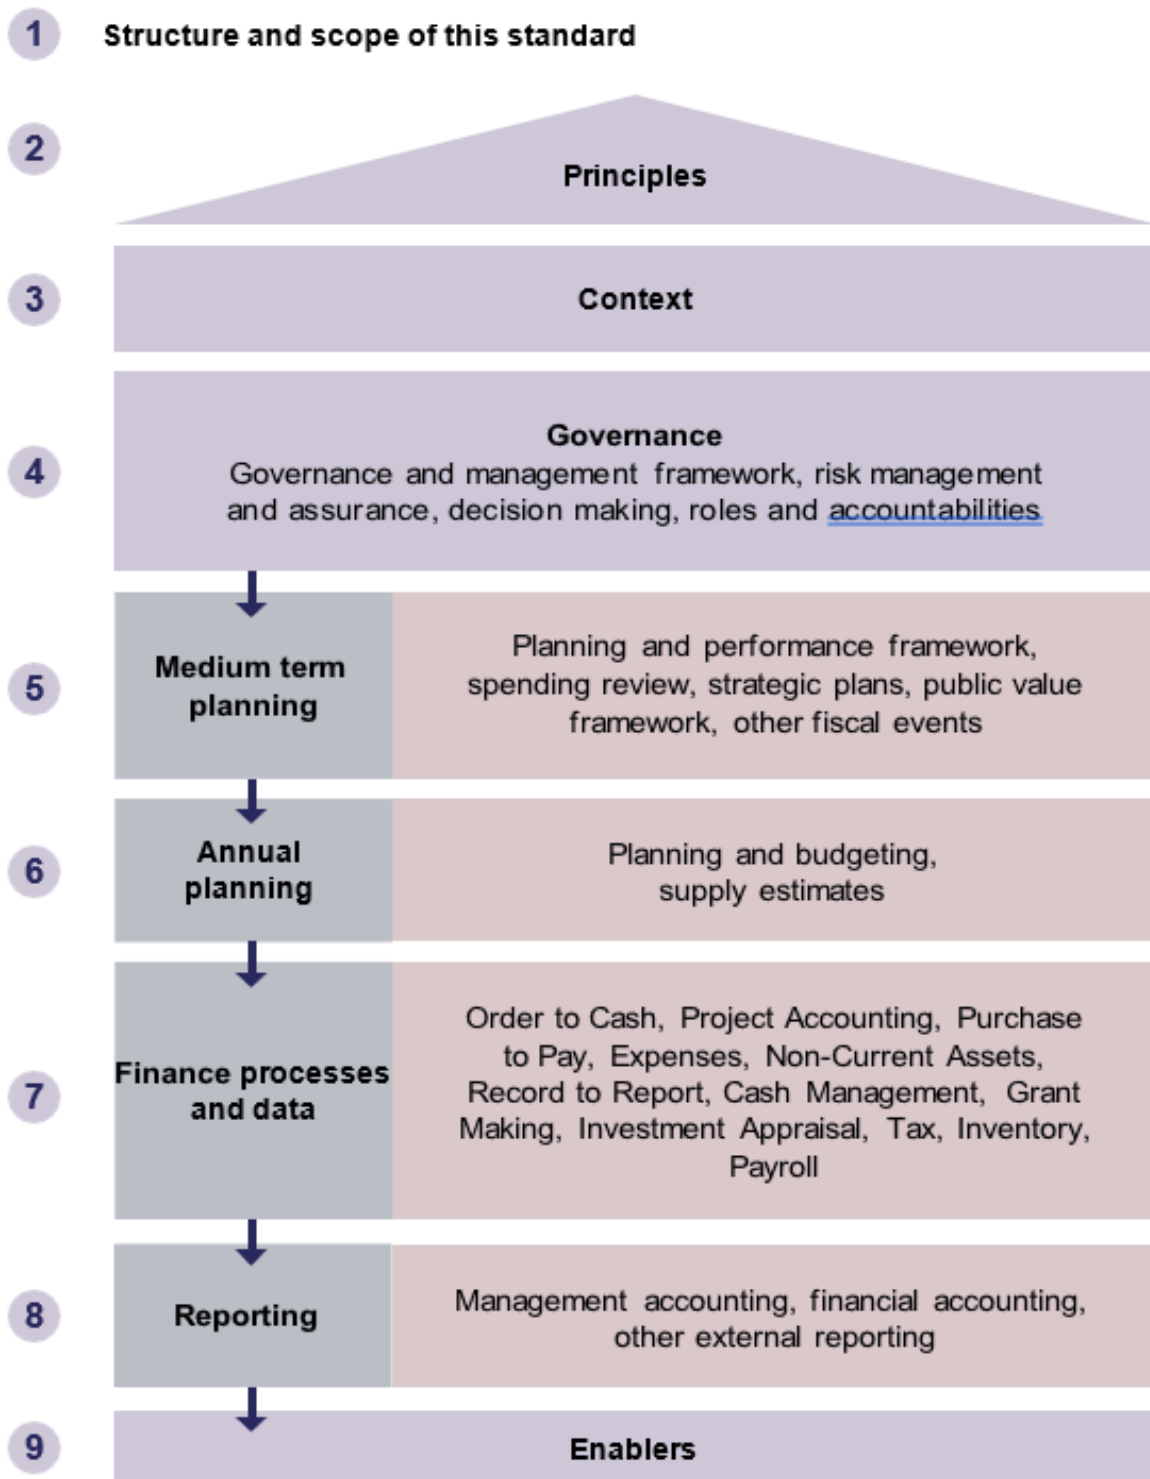 1 Structure and scope of this standard
2
Principles
3
Context
4
Governance
Governance and management framework, risk management
and assurance, decision making, roles and accountabilities
5
Medium term
planning
Planning and performance framework,
spending review, strategic plans, public value
framework, other fiscal events
6
Annual
planning
Planning and budgeting,
supply estimates
7
Finance processes
and data
Order to Cash, Project Accounting, Purchase
to Pay, Expenses, Non-Current Assets,
Record to Report, Cash Management, Grant
Making, Investment Appraisal, Tax, Inventory,
Payroll
8
Reporting
Management accounting, financial accounting,
other external reporting
9
Enablers